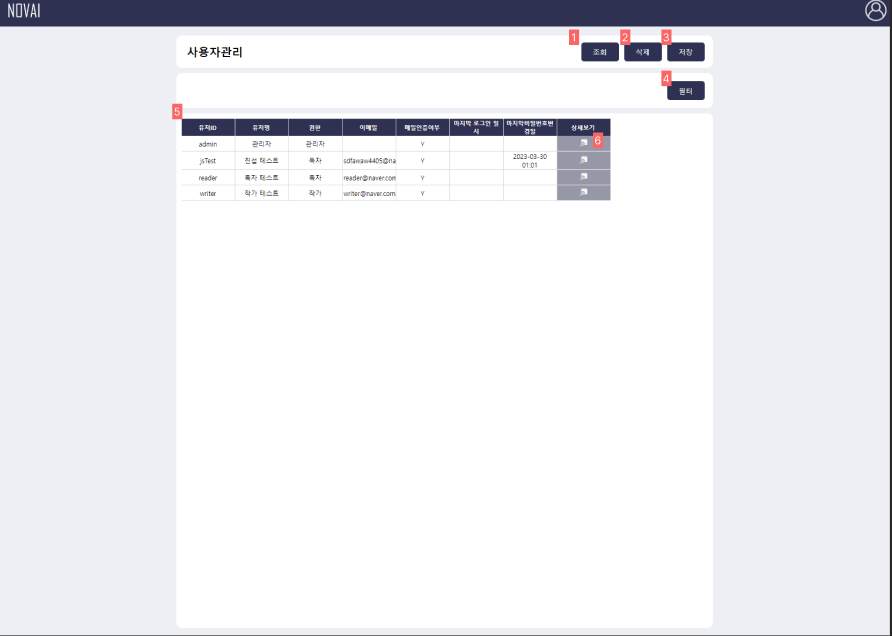 NOVAI
1 2 3
사용자관리 조회 삭제 저장
4
필터
5
유저ID 유저명 권한 이메일 메일인증여부 마지막 로그인 일시 마지막비밀번호변경일 상세보기
6
admin 관리자 관리자 Y
jsTest 진섭 테스트 독자 sdfawaw4405@na Y 2023-03-30 01:01
reader 독자 테스트 독자 reader@naver.com Y
writer 작가 테스트 작가 writer@naver.com Y